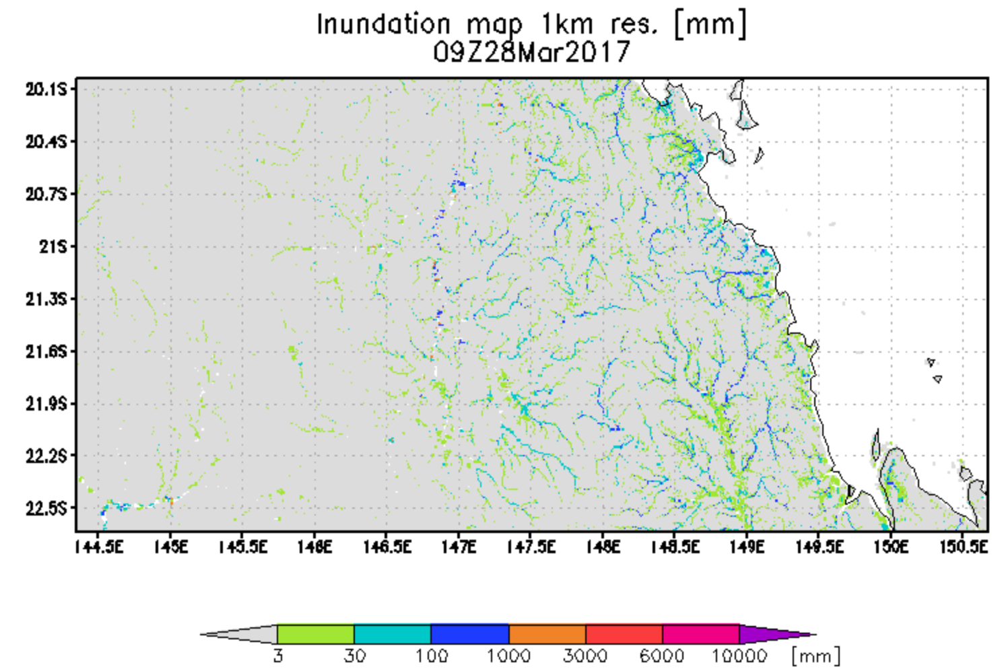 Inundation map 1km res. [mm]
09Z28Mar2017
20.1S
20.4S
20.7S
21S
21.3S
21.6S
21.9S
22.2S
22.5S
144.5E 145E 145.5E 146E 146.5E 147E 147.5E 148E 148.5E 149E 149.5E 150E 150.5E
3 30 100 1000 3000 6000 10000 [mm]